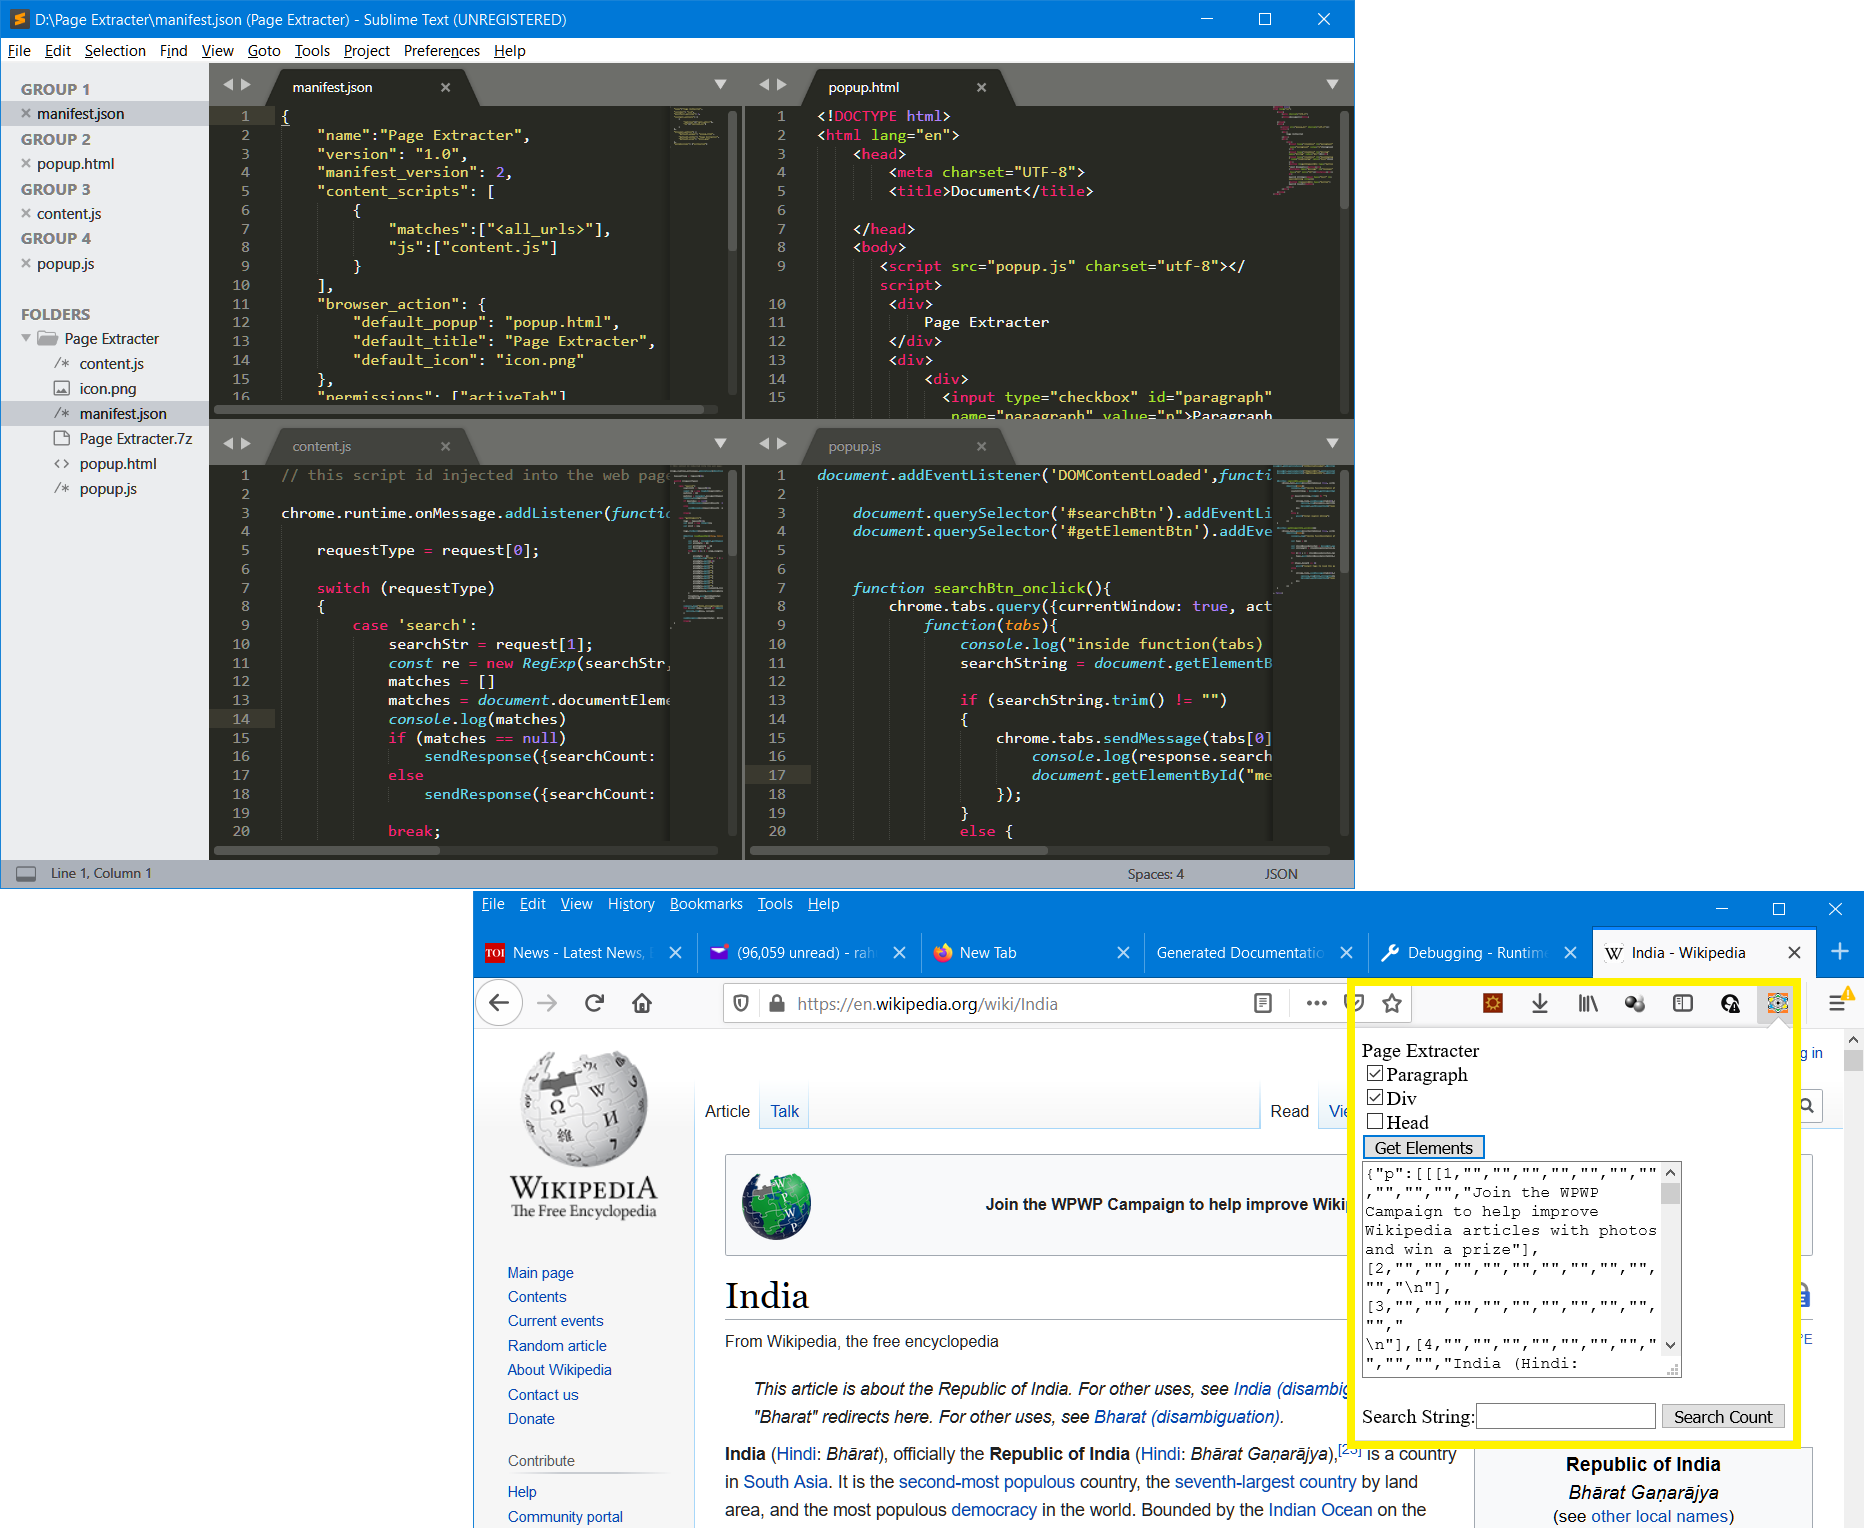 D:\Page Extracter\manifest.json (Page Extracter) - Sublime Text (UNREGISTERED)
File Edit Selection Find View Goto Tools Project Preferences Help
GROUP 1
manifest.json
GROUP 2
popup.html
GROUP 3
content.js
GROUP 4
popup.js
FOLDERS
Page Extracter
/* content.js
icon.png
/* manifest.json
Page Extracter.7z
<> popup.html
/* popup.js
manifest.json
1 {
2 "name":"Page Extracter",
3 "version": "1.0",
4 "manifest_version": 2,
5 "content_scripts": [
6 {
7 "matches":["<all_urls>"],
8 "js":["content.js"]
9 }
10 ],
11 "browser_action": {
12 "default_popup": "popup.html",
13 "default_title": "Page Extracter",
14 "default_icon": "icon.png"
15 },
16 "permissions": ["activeTab"]
popup.html
1 <!DOCTYPE html>
2 <html lang="en">
3 <head>
4 <meta charset="UTF-8">
5 <title>Document</title>
6
7 </head>
8 <body>
9 <script src="popup.js" charset="utf-8"></
script>
10 <div>
11 Page Extracter
12 </div>
13 <div>
14 <div>
15 <input type="checkbox" id="paragraph"
name="paragraph" value="p">Paragraph
content.js
1 // this script id injected into the web pag
2
3 chrome.runtime.onMessage.addListener(functi
4
5 requestType = request[0];
6
7 switch (requestType)
8 {
9 case 'search':
10 searchStr = request[1];
11 const re = new RegExp(searchStr,
12 matches = []
13 matches = document.documentEleme
14 console.log(matches)
15 if (matches == null)
16 sendResponse({searchCount:
17 else
18 sendResponse({searchCount:
19
20 break;
popup.js
1 document.addEventListener('DOMContentLoaded',functi
2
3 document.querySelector('#searchBtn').addEventLi
4 document.querySelector('#getElementBtn').addEve
5
6
7 function searchBtn_onclick(){
8 chrome.tabs.query({currentWindow: true, act
9 function(tabs){
10 console.log("inside function(tabs)
11 searchString = document.getElementB
12
13 if (searchString.trim() != "")
14 {
15 chrome.tabs.sendMessage(tabs[0]
16 console.log(response.search
17 document.getElementById("me
18 });
19 }
20 else {
Line 1, Column 1 Spaces: 4 JSON
File Edit View History Bookmarks Tools Help
TOI News - Latest News, (96,059 unread) - rah New Tab Generated Documentatio Debugging - Runtime W India - Wikipedia
https://en.wikipedia.org/wiki/India
Page Extracter
Paragraph
Div
Head
Get Elements
{"p":[[[1,"","","","","","",""
,"","","","Join the WPWP
Campaign to help improve
Wikipedia articles with photos
and win a prize"],
[2,"","","","","","","","","",
"","\n"],
[3,"","","","","","","","","",
"","
\n"],[4,"","","","","","","","
","","","India (Hindi:
Search String: Search Count
g in
WIKIPEDIA
The Free Encyclopedia
Main page
Contents
Current events
Random article
About Wikipedia
Contact us
Donate
Contribute
Help
Community portal
Article Talk Read Vie
Join the WPWP Campaign to help improve Wiki
India
From Wikipedia, the free encyclopedia
This article is about the Republic of India. For other uses, see India (disambig
"Bharat" redirects here. For other uses, see Bharat (disambiguation).
India (Hindi: Bhārat), officially the Republic of India (Hindi: Bhārat Gaṇarājya),[23] is a country
in South Asia. It is the second-most populous country, the seventh-largest country by land
area, and the most populous democracy in the world. Bounded by the Indian Ocean on the
Republic of India
Bhārat Gaṇarājya
(see other local names)